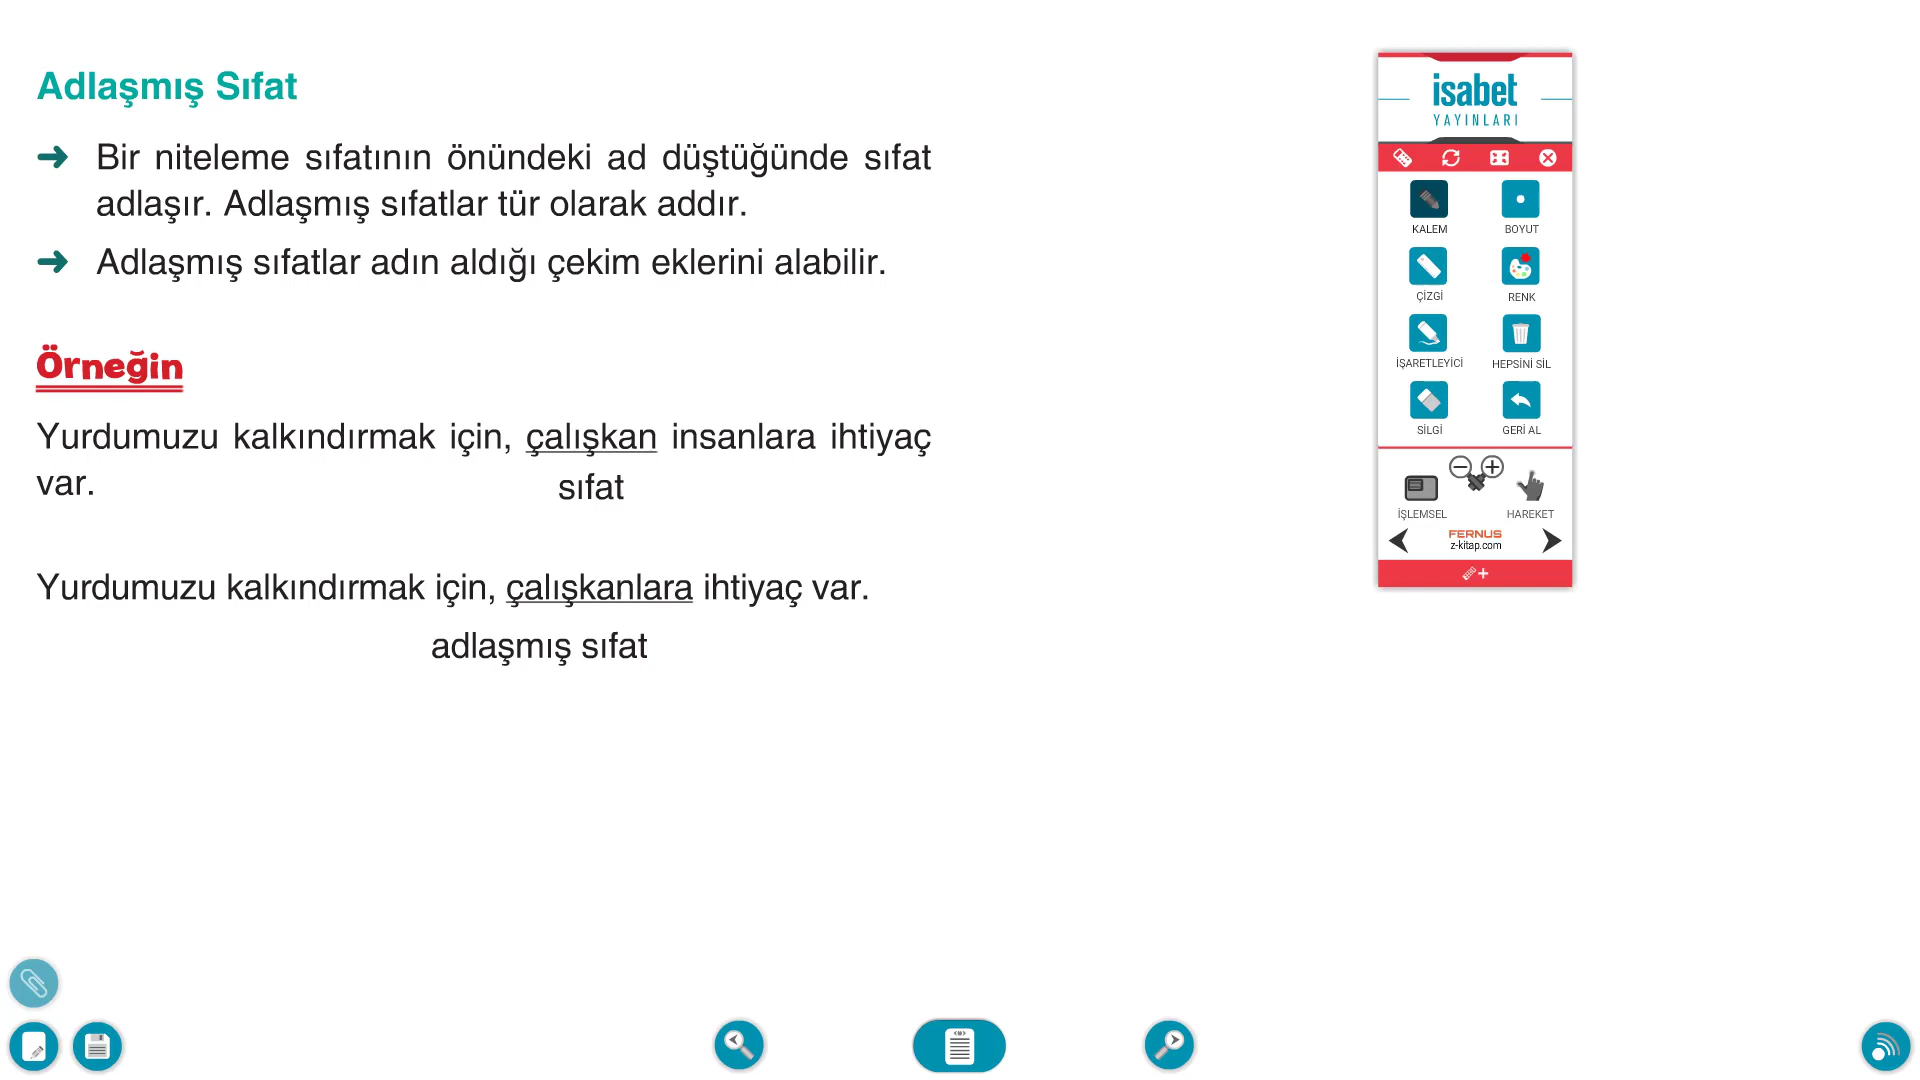 Adlaşmış Sıfat
➜ Bir niteleme sıfatının önündeki ad düştüğünde sıfat
adlaşır. Adlaşmış sıfatlar tür olarak addır.
➜ Adlaşmış sıfatlar adın aldığı çekim eklerini alabilir.
Örneğin
Yurdumuzu kalkındırmak için, çalışkan insanlara ihtiyaç
var.
sıfat
Yurdumuzu kalkındırmak için, çalışkanlara ihtiyaç var.
adlaşmış sıfat
isabet
YAYINLARI
KALEM BOYUT
ÇİZGİ RENK
İŞARETLEYİCİ HEPSİNİ SİL
SİLGİ GERİ AL
İŞLEMSEL HAREKET
FERNUS
z-kitap.com